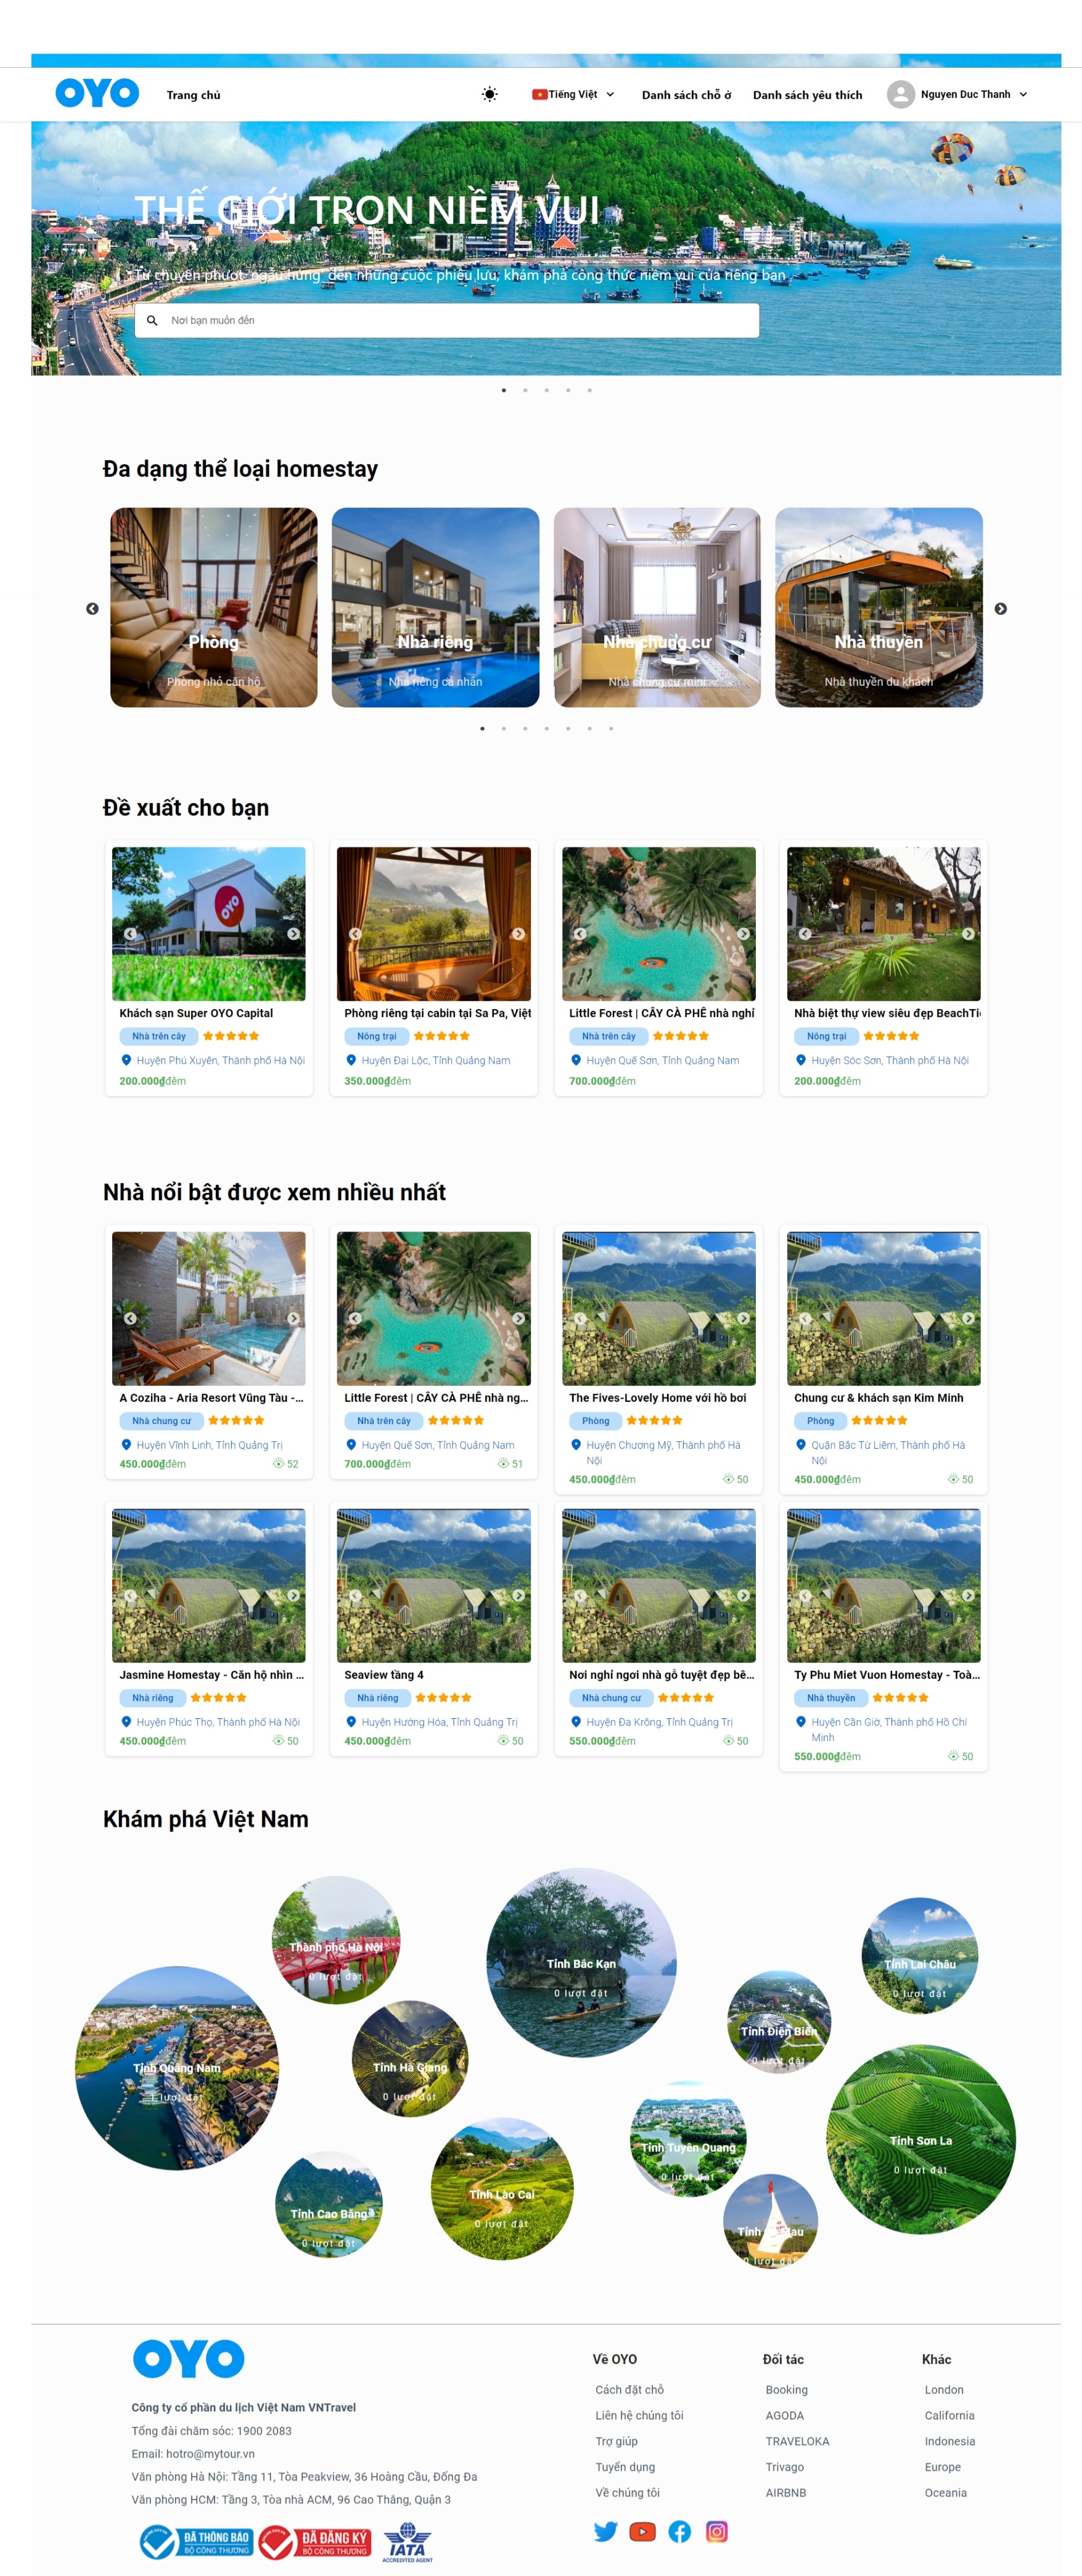 OYO
Trang chủ
Tiếng Việt
Danh sách chỗ ở
Danh sách yêu thích
Nguyen Duc Thanh
THẾ GIỚI TRỌN NIỀM VUI
Từ chuyến phượt, ngẫu hứng đến những cuộc phiêu lưu, khám phá công thức niềm vui của riêng bạn
Nơi bạn muốn đến
Đa dạng thể loại homestay
Phòng
Phòng nhỏ căn hộ
Nhà riêng
Nhà riêng cá nhân
Nhà chung cư
Nhà chung cư mini
Nhà thuyền
Nhà thuyền du khách
Đề xuất cho bạn
OYO
Khách sạn Super OYO Capital
Nhà trên cây
Huyện Phú Xuyên, Thành phố Hà Nội
200.000₫đêm
Phòng riêng tại cabin tại Sa Pa, Việt
Nông trại
Huyện Đại Lộc, Tỉnh Quảng Nam
350.000₫đêm
Little Forest | CÂY CÀ PHÊ nhà nghỉ
Nhà trên cây
Huyện Quế Sơn, Tỉnh Quảng Nam
700.000₫đêm
Nhà biệt thự view siêu đẹp BeachTi
Nông trại
Huyện Sóc Sơn, Thành phố Hà Nội
200.000₫đêm
Nhà nổi bật được xem nhiều nhất
A Coziha - Aria Resort Vũng Tàu -...
Nhà chung cư
Huyện Vĩnh Linh, Tỉnh Quảng Trị
450.000₫đêm
52
Little Forest | CÂY CÀ PHÊ nhà ng...
Nhà trên cây
Huyện Quế Sơn, Tỉnh Quảng Nam
700.000₫đêm
51
The Fives-Lovely Home với hồ bơi
Phòng
Huyện Chương Mỹ, Thành phố Hà
Nội
450.000₫đêm
50
Chung cư & khách sạn Kim Minh
Phòng
Quận Bắc Từ Liêm, Thành phố Hà
Nội
450.000₫đêm
50
Jasmine Homestay - Căn hộ nhìn ...
Nhà riêng
Huyện Phúc Thọ, Thành phố Hà Nội
450.000₫đêm
50
Seaview tầng 4
Nhà riêng
Huyện Hướng Hóa, Tỉnh Quảng Trị
450.000₫đêm
50
Nơi nghỉ ngơi nhà gỗ tuyệt đẹp bê...
Nhà chung cư
Huyện Đa Krông, Tỉnh Quảng Trị
550.000₫đêm
50
Ty Phu Miet Vuon Homestay - Toà...
Nhà thuyền
Huyện Cần Giờ, Thành phố Hồ Chí
Minh
550.000₫đêm
50
Khám phá Việt Nam
Thành phố Hà Nội
0 lượt đặt
Tỉnh Bắc Kạn
0 lượt đặt
Tỉnh Lai Châu
0 lượt đặt
Tỉnh Điện Biên
0 lượt đặt
Tỉnh Quảng Nam
lượt đặt
Tỉnh Hà Giang
0 lượt đặt
Tỉnh Sơn La
0 lượt đặt
Tỉnh Tuyên Quang
0 lượt đặt
Tỉnh Lào Cai
0 lượt đặt
Tỉnh Cao Bằng
0 lượt đặt
Tỉnh
0 lượt đặt
OYO
Công ty cổ phần du lịch Việt Nam VNTravel
Tổng đài chăm sóc: 1900 2083
Email: hotro@mytour.vn
Văn phòng Hà Nội: Tầng 11, Tòa Peakview, 36 Hoàng Cầu, Đống Đa
Văn phòng HCM: Tầng 3, Tòa nhà ACM, 96 Cao Thắng, Quận 3
ĐÃ THÔNG BÁO
BỘ CÔNG THƯƠNG
ĐÃ ĐĂNG KÝ
BỘ CÔNG THƯƠNG
IATA
ACCREDITED AGENT
Về OYO
Cách đặt chỗ
Liên hệ chúng tôi
Trợ giúp
Tuyển dụng
Về chúng tôi
Đối tác
Booking
AGODA
TRAVELOKA
Trivago
AIRBNB
Khác
London
California
Indonesia
Europe
Oceania